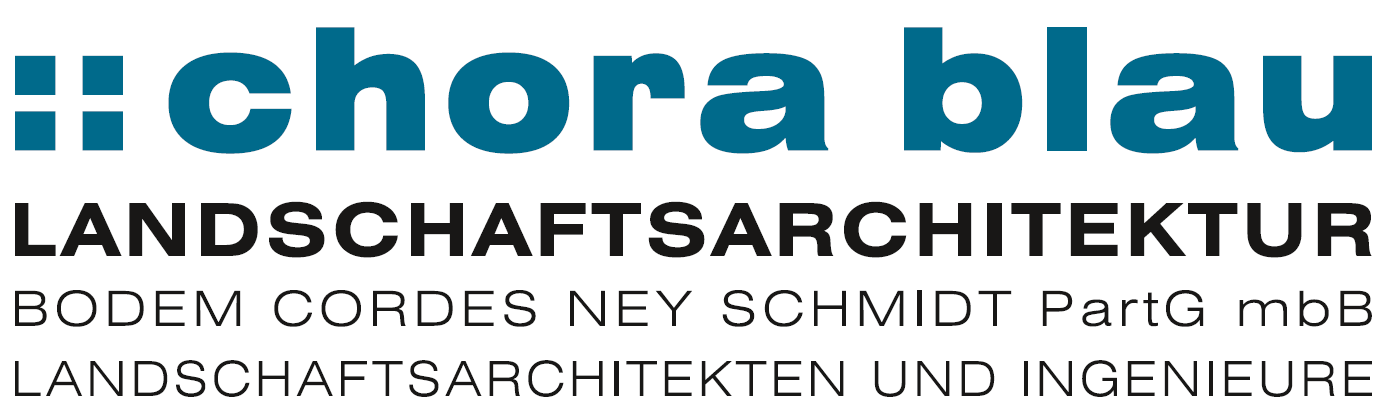 chora blau
LANDSCHAFTSARCHITEKTUR
BODEM CORDES NEY SCHMIDT PartG mbB
LANDSCHAFTSARCHITEKTEN UND INGENIEURE